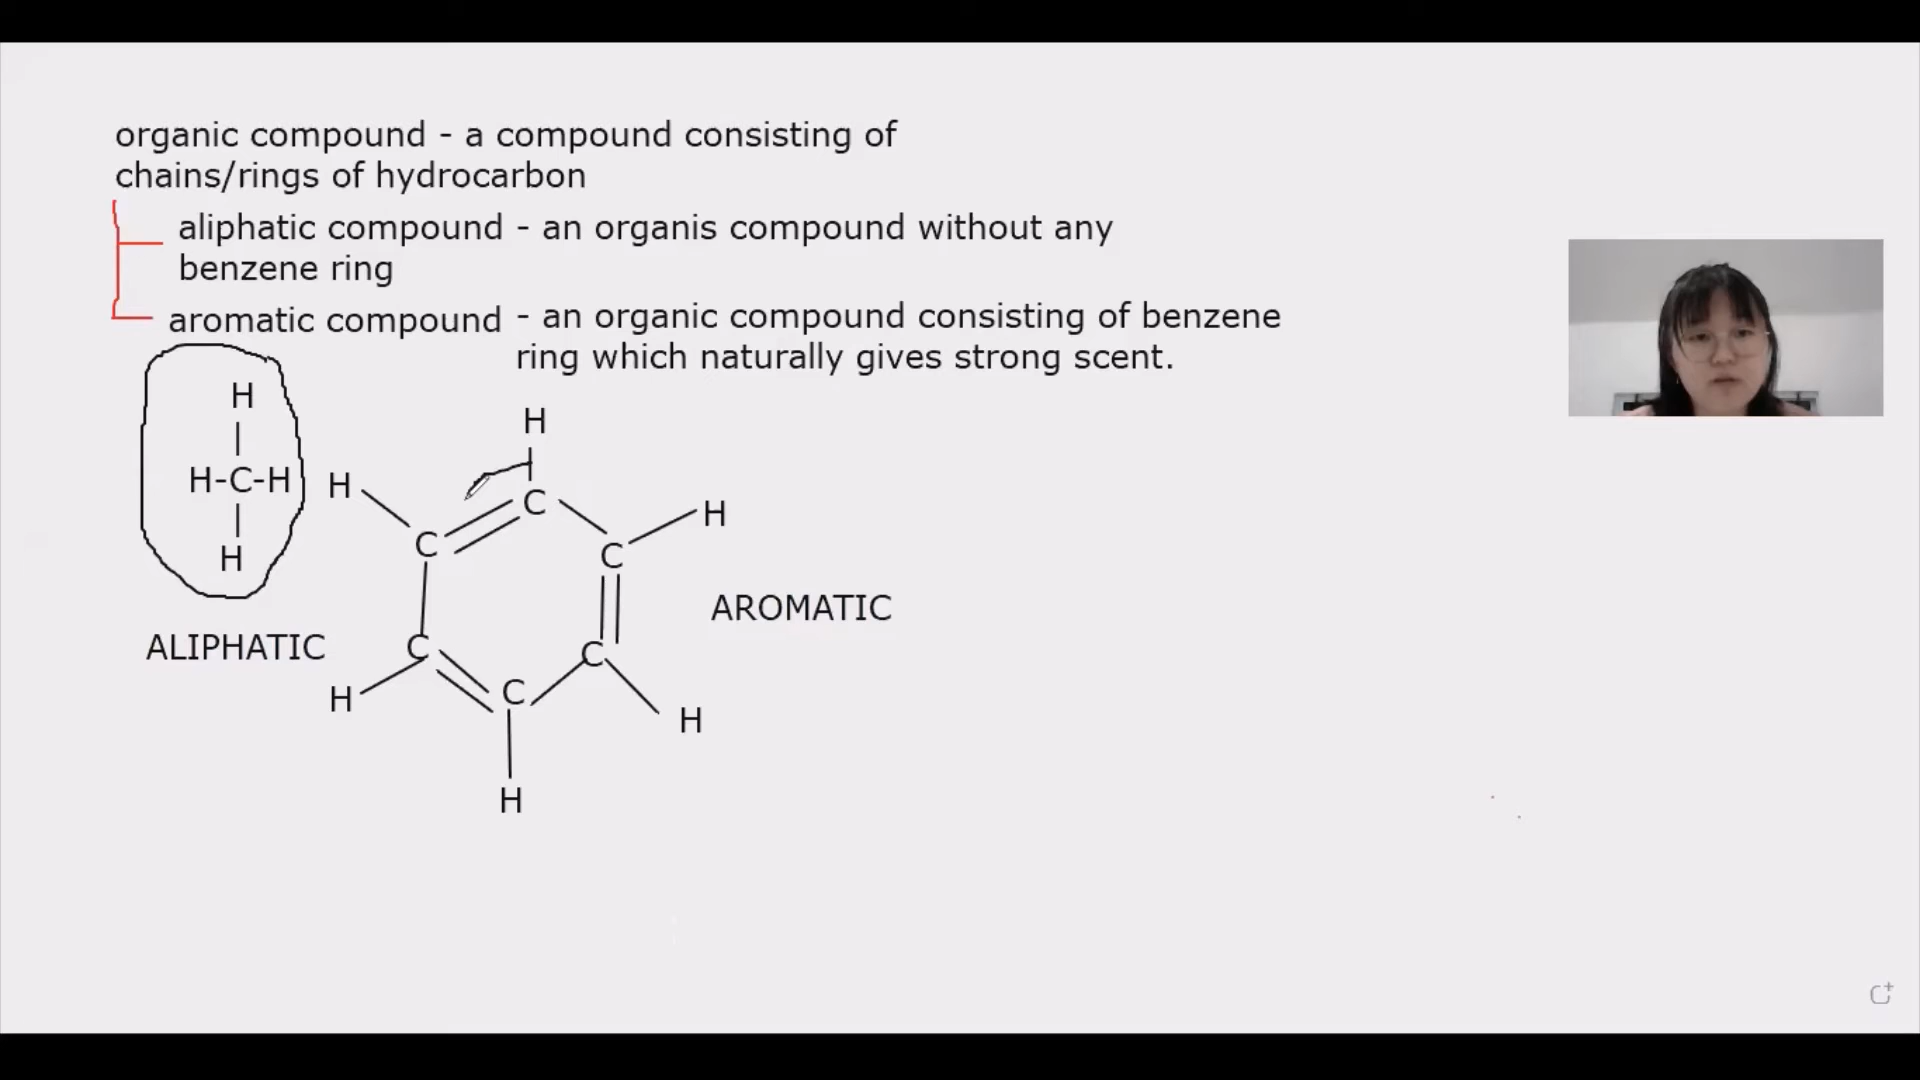 organic compound - a compound consisting of
chains/rings of hydrocarbon
aliphatic compound - an organis compound without any
benzene ring
aromatic compound - an organic compound consisting of benzene
ring which naturally gives strong scent.
H
H-C-H
H
ALIPHATIC
H
H
C
H
C
C
AROMATIC
C
C
H
C
H
H